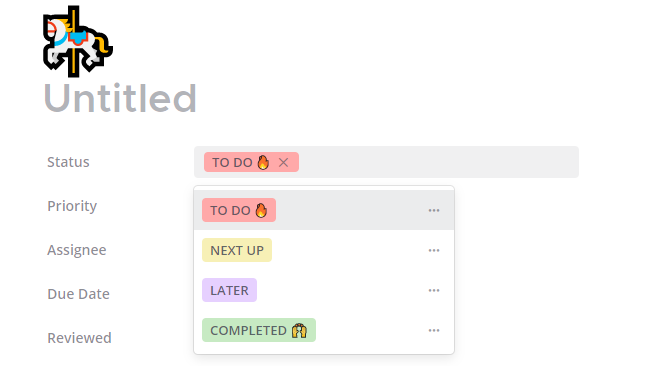 Untitled
Status
TO DO 🔥
Priority
TO DO 🔥
Assignee
NEXT UP
Due Date
LATER
Reviewed
COMPLETED 🙌